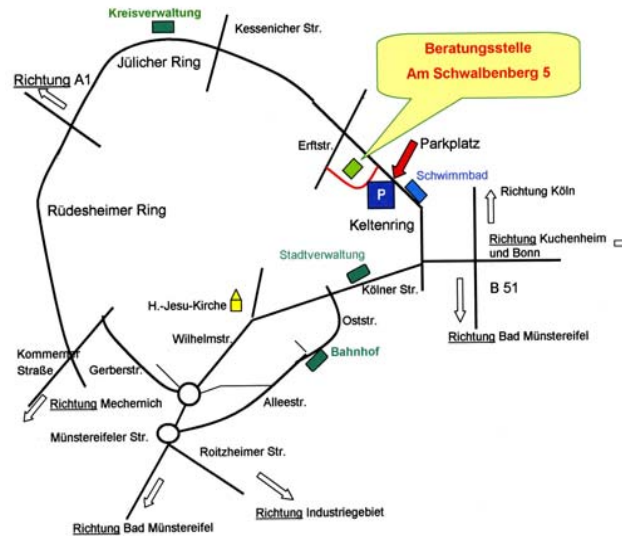 Kreisverwaltung
Kessenicher Str.
Jülicher Ring
Beratungsstelle
Am Schwalbenberg 5
Richtung A1
Erftstr.
Parkplatz
Schwimmbad
P
Richtung Köln
Rüdesheimer Ring
Keltenring
Richtung Kuchenheim
und Bonn
Stadtverwaltung
Kölner Str.
B 51
H.-Jesu-Kirche
Oststr.
Wilhelmstr.
Richtung Bad Münstereifel
Bahnhof
Kommerner
Straße
Gerberstr.
Richtung Mechernich
Alleestr.
Münstereifeler Str.
Roitzheimer Str.
Richtung Industriegebiet
Richtung Bad Münstereifel